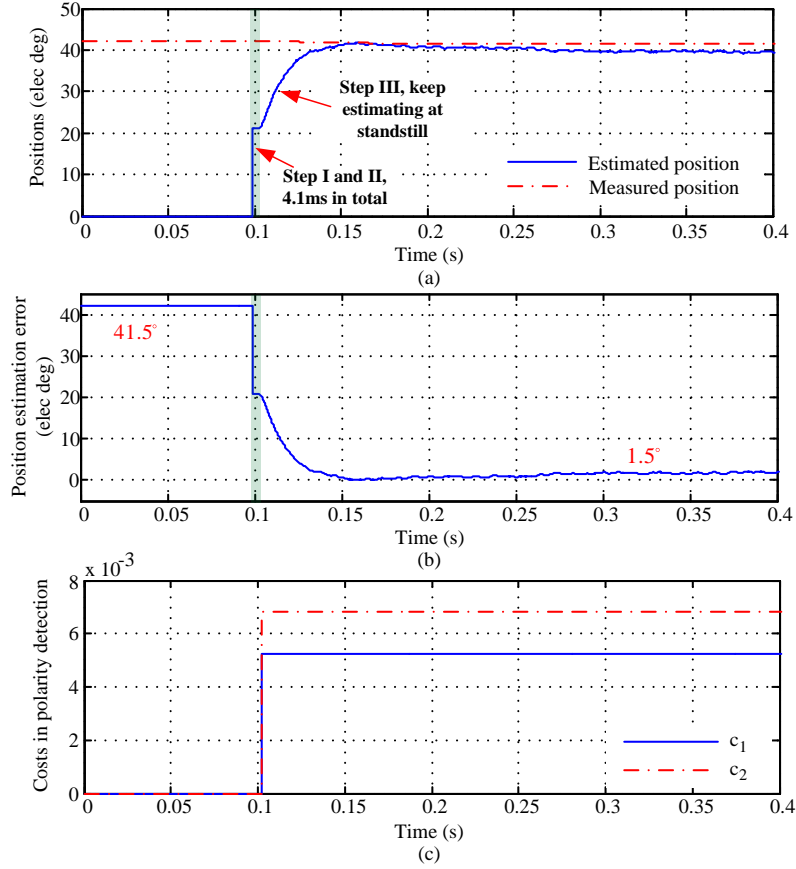 50
40
30
20
10
0
Positions (elec deg)
Step III, keep
estimating at
standstill
Step I and II,
4.1ms in total
Estimated position
Measured position
0 0.05 0.1 0.15 0.2 0.25 0.3 0.35 0.4
Time (s)
(a)
40
30
20
10
0
Position estimation error
(elec deg)
41.5°
1.5°
0 0.05 0.1 0.15 0.2 0.25 0.3 0.35 0.4
Time (s)
(b)
x 10-3
8
6
4
2
0
Costs in polarity detection
c1
c2
0 0.05 0.1 0.15 0.2 0.25 0.3 0.35 0.4
Time (s)
(c)